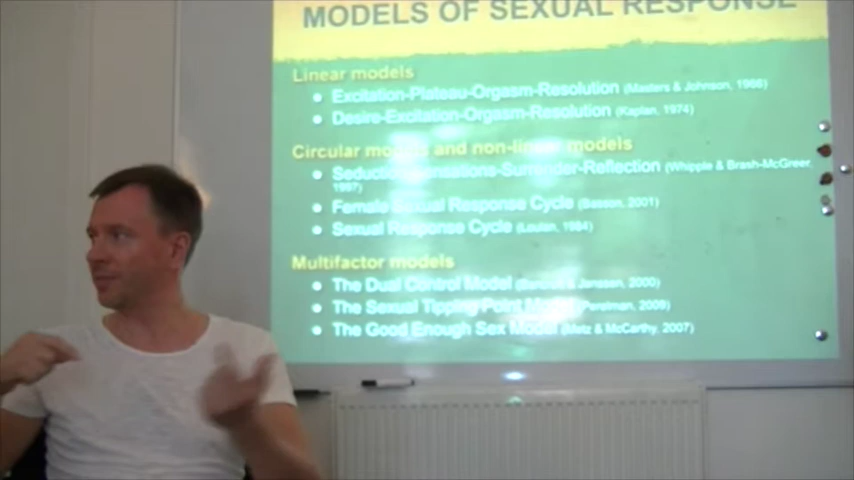 MODELS OF SEXUAL RESPONSE
Linear models
Excitation-Plateau-Orgasm-Resolution (Masters & Johnson, 1966)
Desire-Excitation-Orgasm-Resolution (Kaplan, 1974)
Circular models and non-linear models
Seduction-Sensations-Surrender-Reflection (Whipple & Brash-McGreer,
1997)
Female Sexual Response Cycle (Basson, 2001)
Sexual Response Cycle (Loulan, 1984)
Multifactor models
The Dual Control Model & Janssen, 2000)
The Sexual Tipping Point Perelman, 2009)
The Good Enough Sex Model (Metz & McCarthy, 2007)